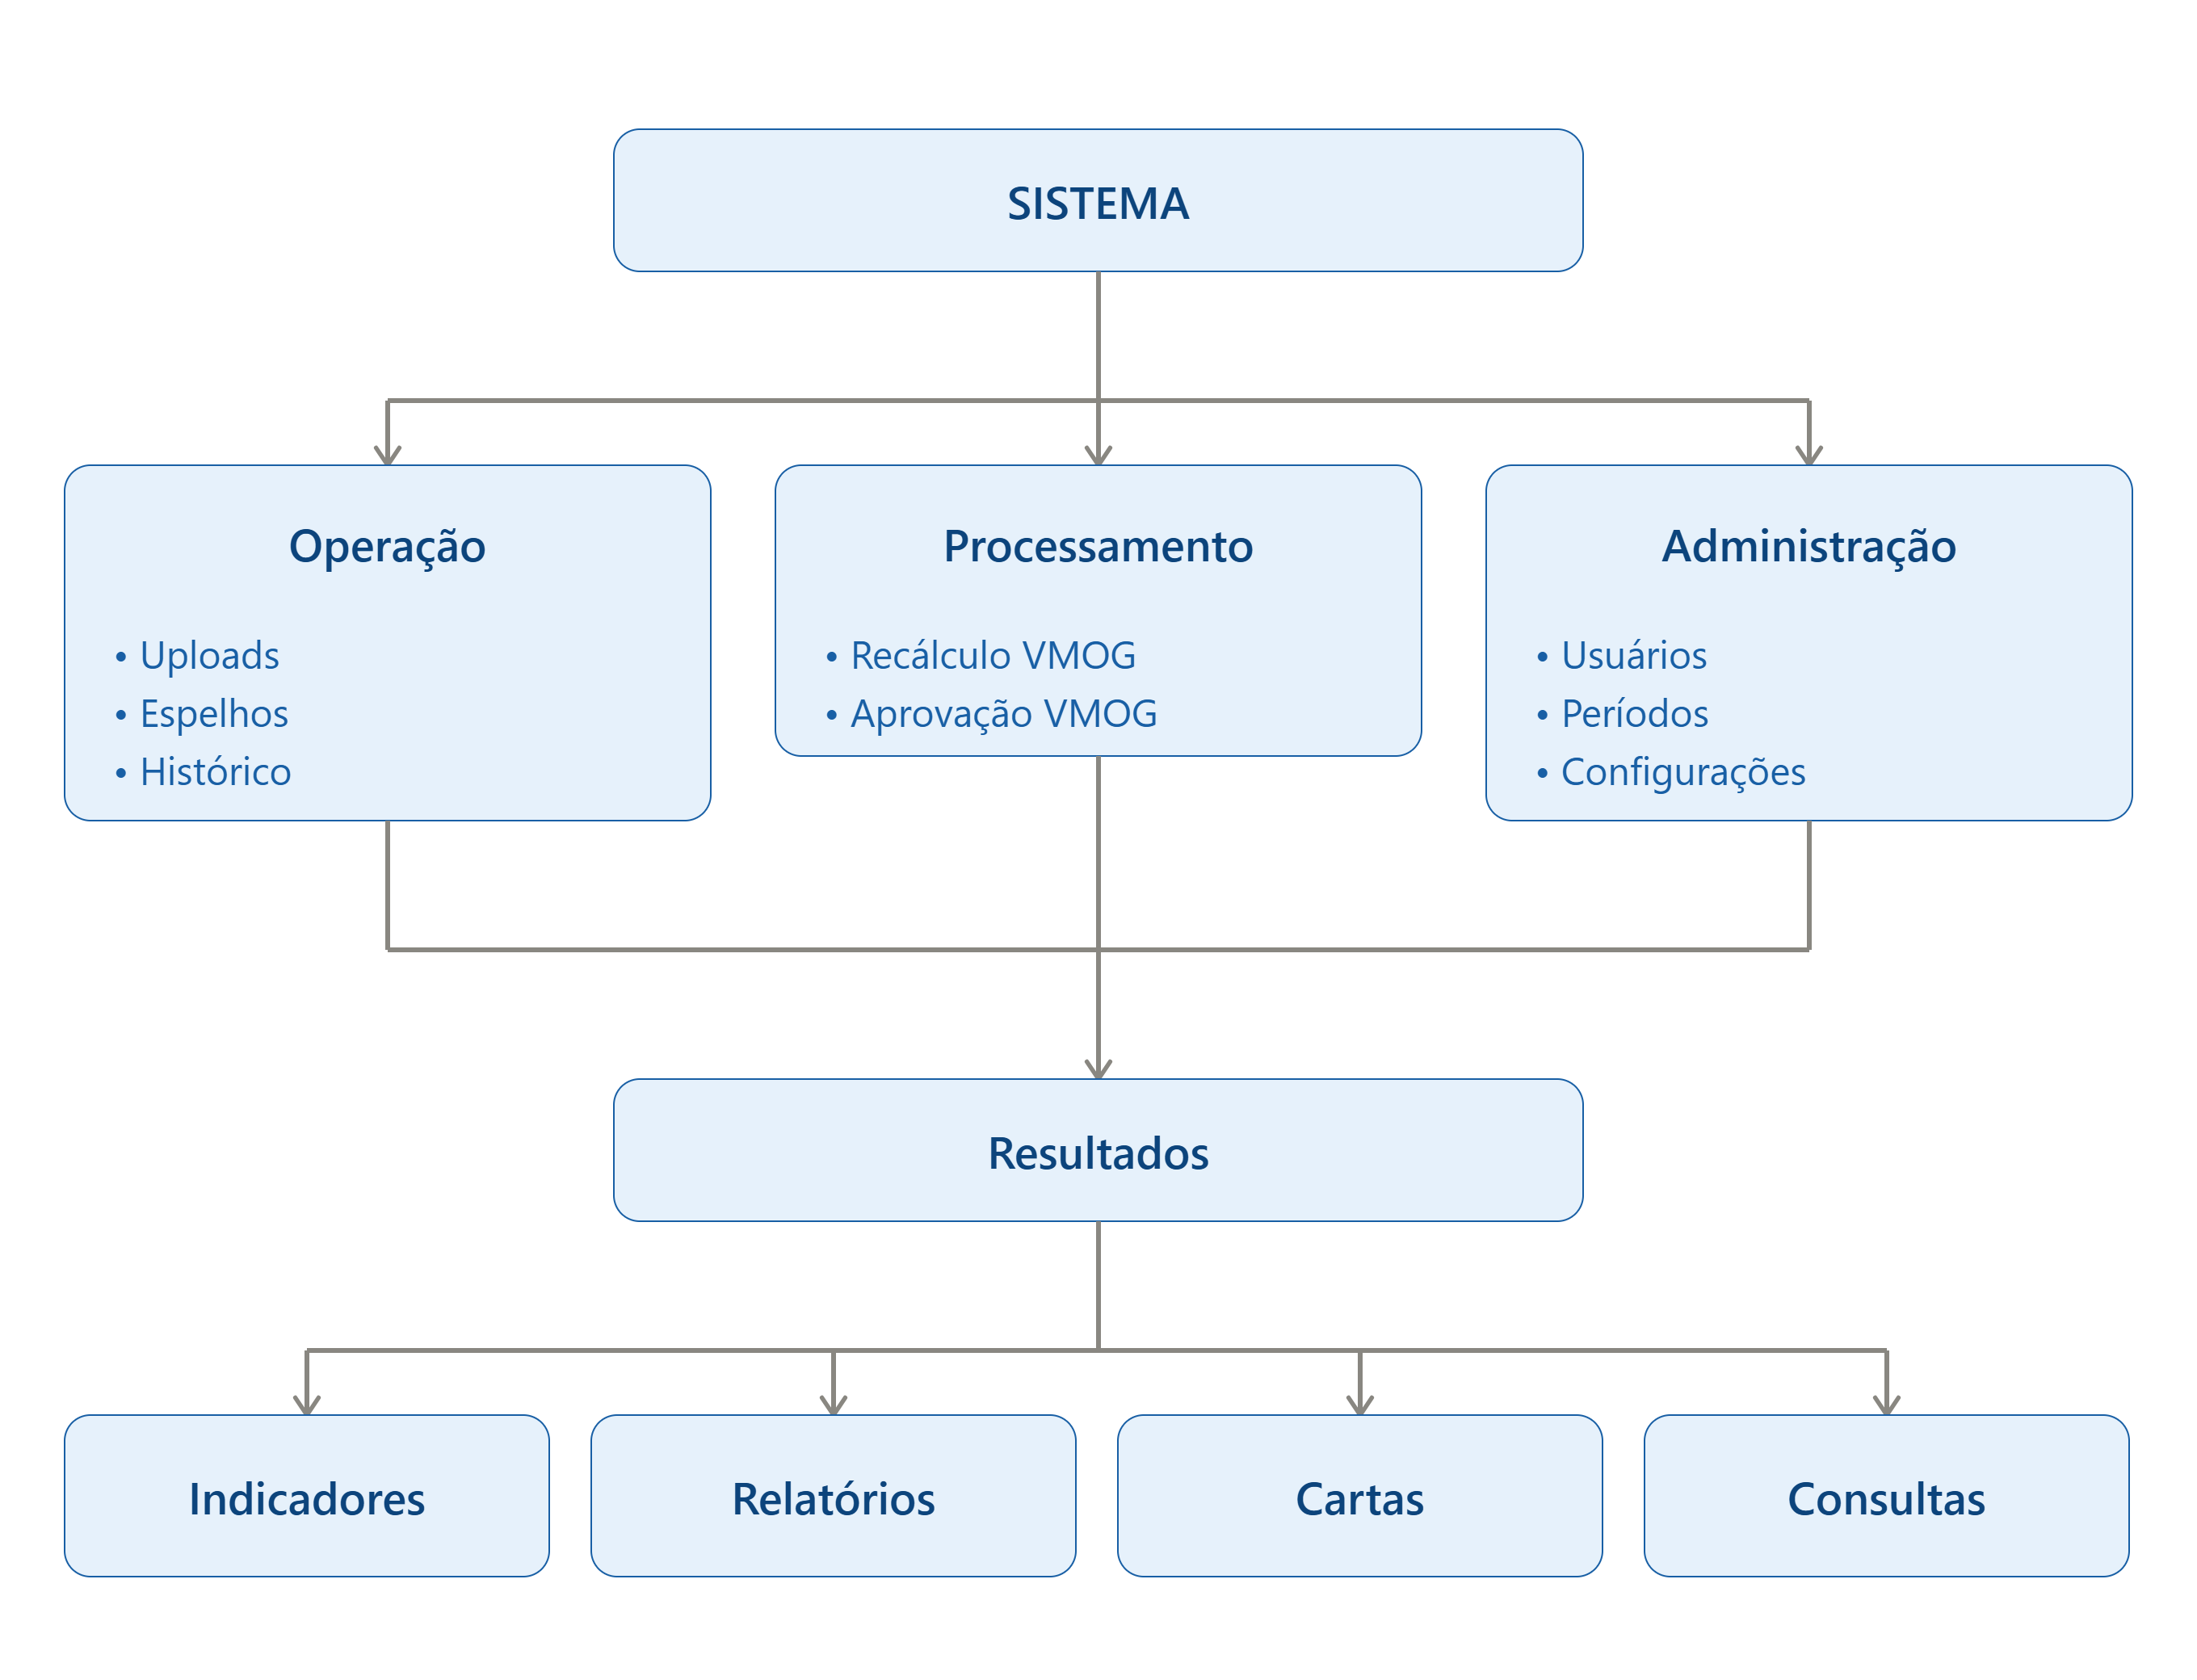 SISTEMA
Operação
• Uploads
• Espelhos
• Histórico
Processamento
• Recálculo VMOG
• Aprovação VMOG
Administração
• Usuários
• Períodos
• Configurações
Resultados
Indicadores
Relatórios
Cartas
Consultas